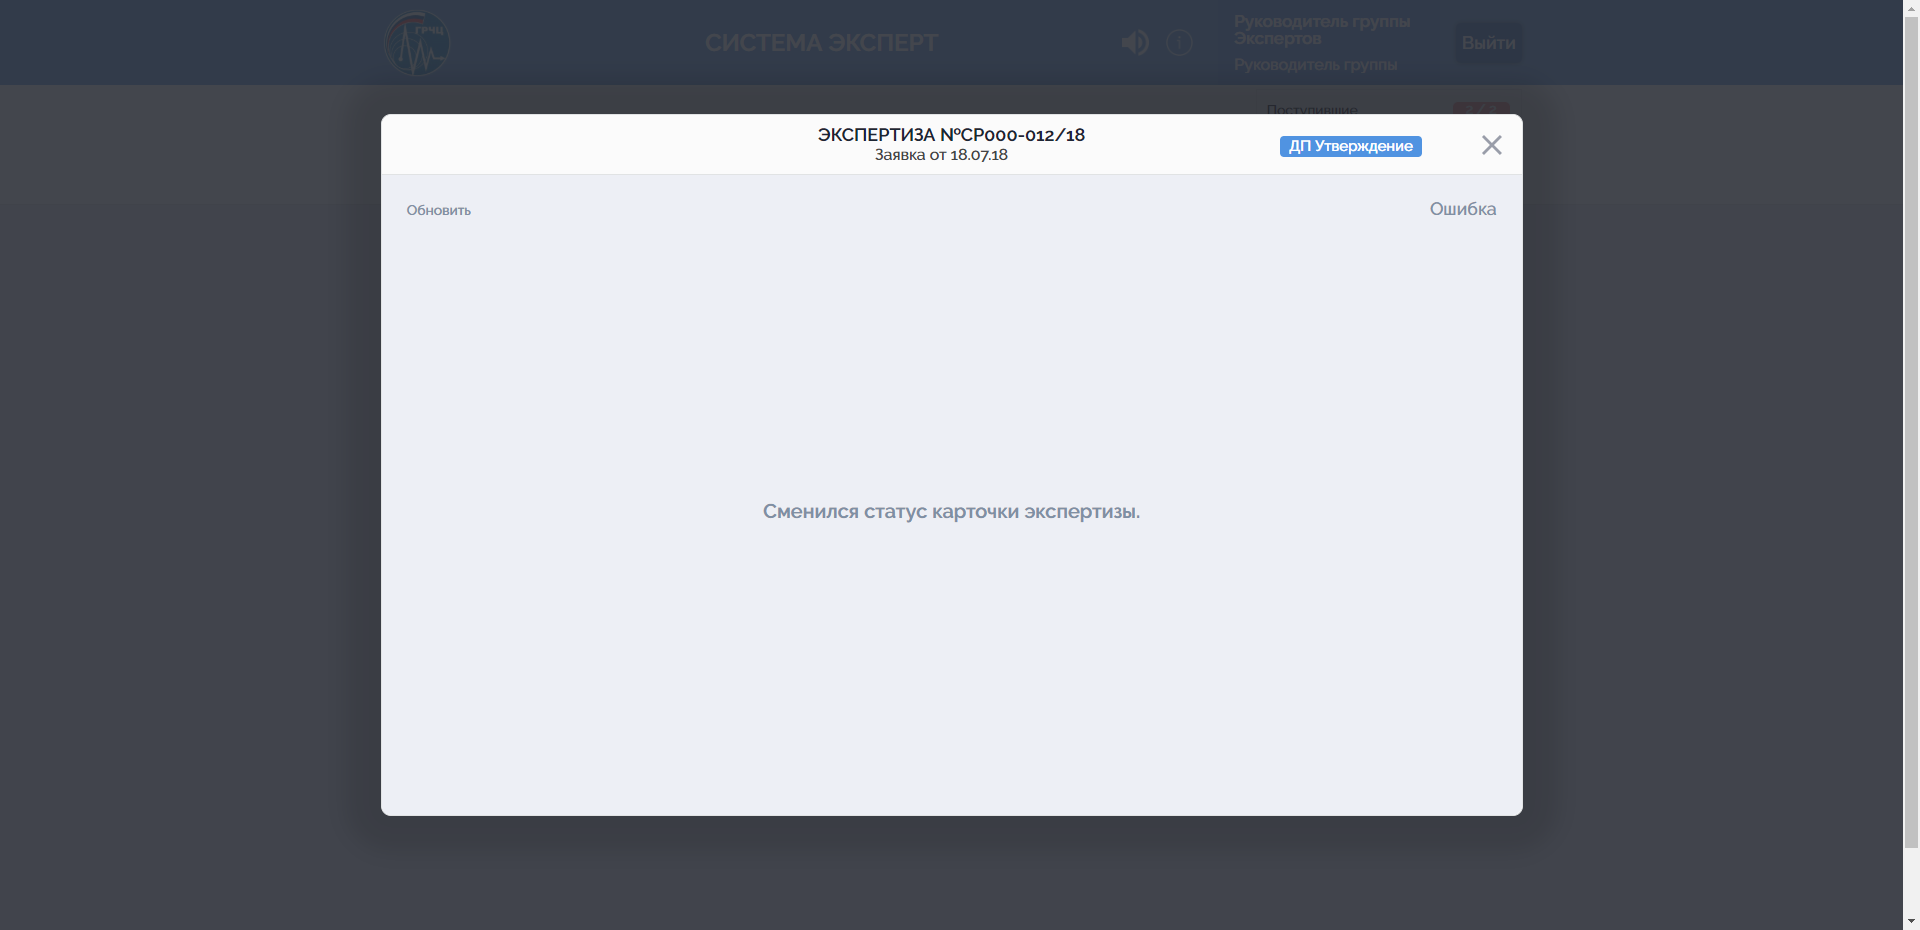 ГРЧЦ
СИСТЕМА ЭКСПЕРТ
Руководитель группы
Экспертов
Руководитель группы
Выйти
Поступившие
ЭКСПЕРТИЗА №СР000-012/18
Заявка от 18.07.18
ДП Утверждение
Обновить
Ошибка
Сменился статус карточки экспертизы.